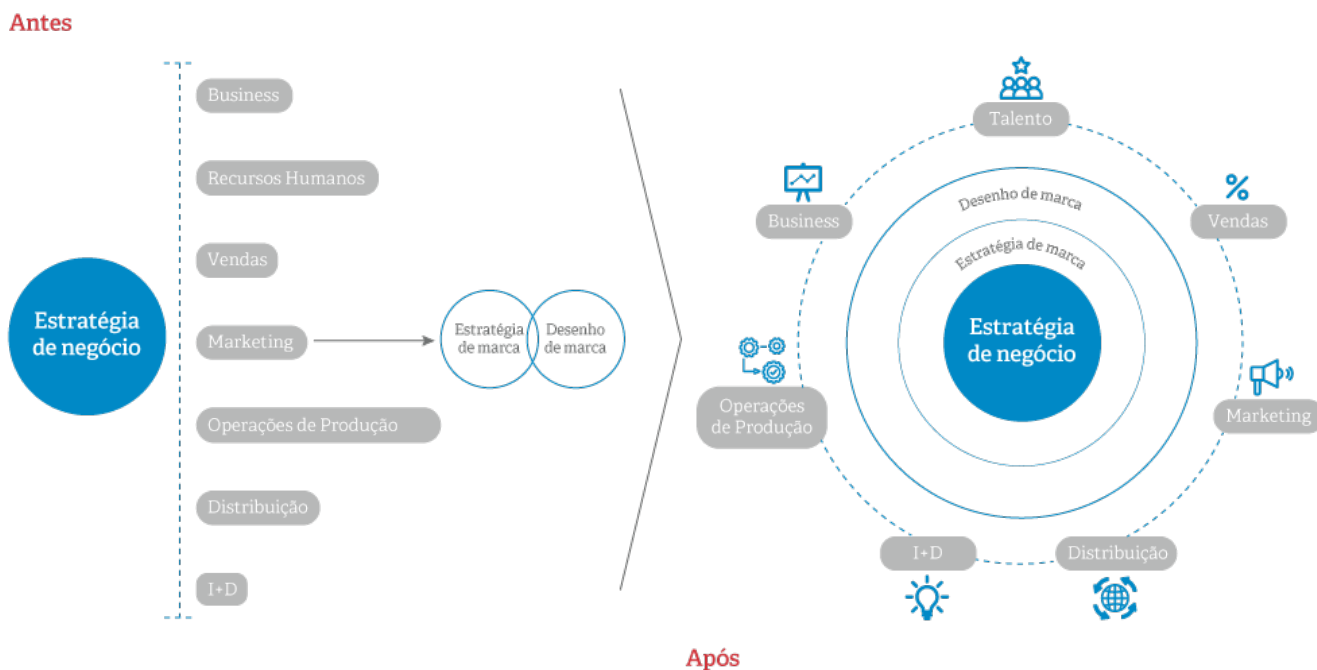 Antes
Business
Recursos Humanos
Vendas
Estratégia
de negócio
Marketing
Estratégia
de marca
Desenho
de marca
Operações de Produção
Distribuição
I+D
Talento
Business
Vendas
Desenho de marca
Estratégia de marca
Estratégia
de negócio
Operações
de Produção
Marketing
I+D
Distribuição
Após